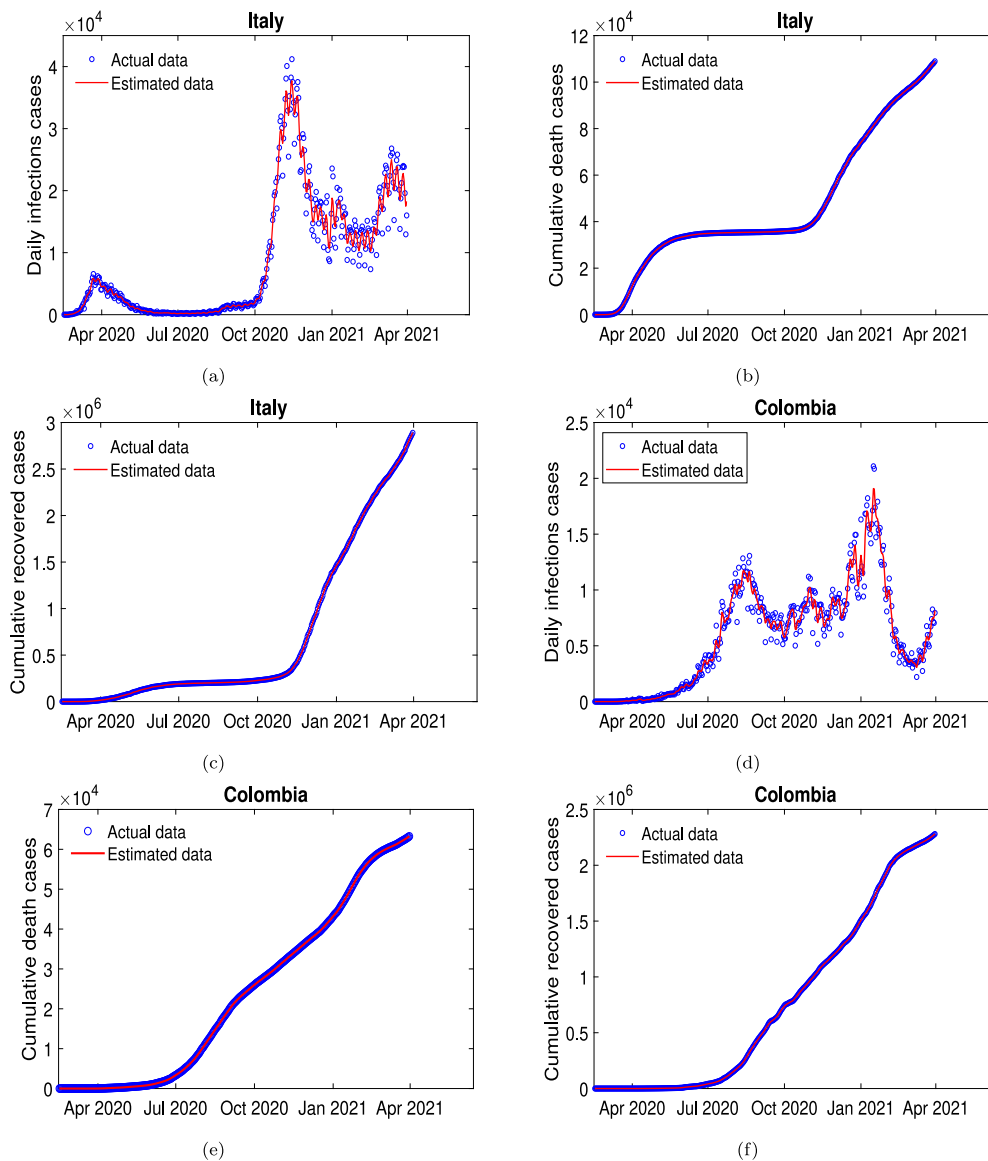 ×10^4
Italy
Actual data
Estimated data
Daily infections cases
4
3
2
1
0
Apr 2020 Jul 2020 Oct 2020 Jan 2021 Apr 2021
(a)
Italy
Actual data
Estimated data
Cumulative death cases
12
×10^4
10
8
6
4
2
0
Apr 2020 Jul 2020 Oct 2020 Jan 2021 Apr 2021
(b)
×10^6
Italy
Actual data
Estimated data
Cumulative recovered cases
3
2.5
2
1.5
1
0.5
0
Apr 2020 Jul 2020 Oct 2020 Jan 2021 Apr 2021
(c)
×10^4
Colombia
Actual data
Estimated data
Daily infections cases
2.5
2
1.5
1
0.5
0
Apr 2020 Jul 2020 Oct 2020 Jan 2021 Apr 2021
(d)
×10^4
Colombia
Actual data
Estimated data
Cumulative death cases
7
6
5
4
3
2
1
0
Apr 2020 Jul 2020 Oct 2020 Jan 2021 Apr 2021
(e)
×10^6
Colombia
Actual data
Estimated data
Cumulative recovered cases
2.5
2
1.5
1
0.5
0
Apr 2020 Jul 2020 Oct 2020 Jan 2021 Apr 2021
(f)